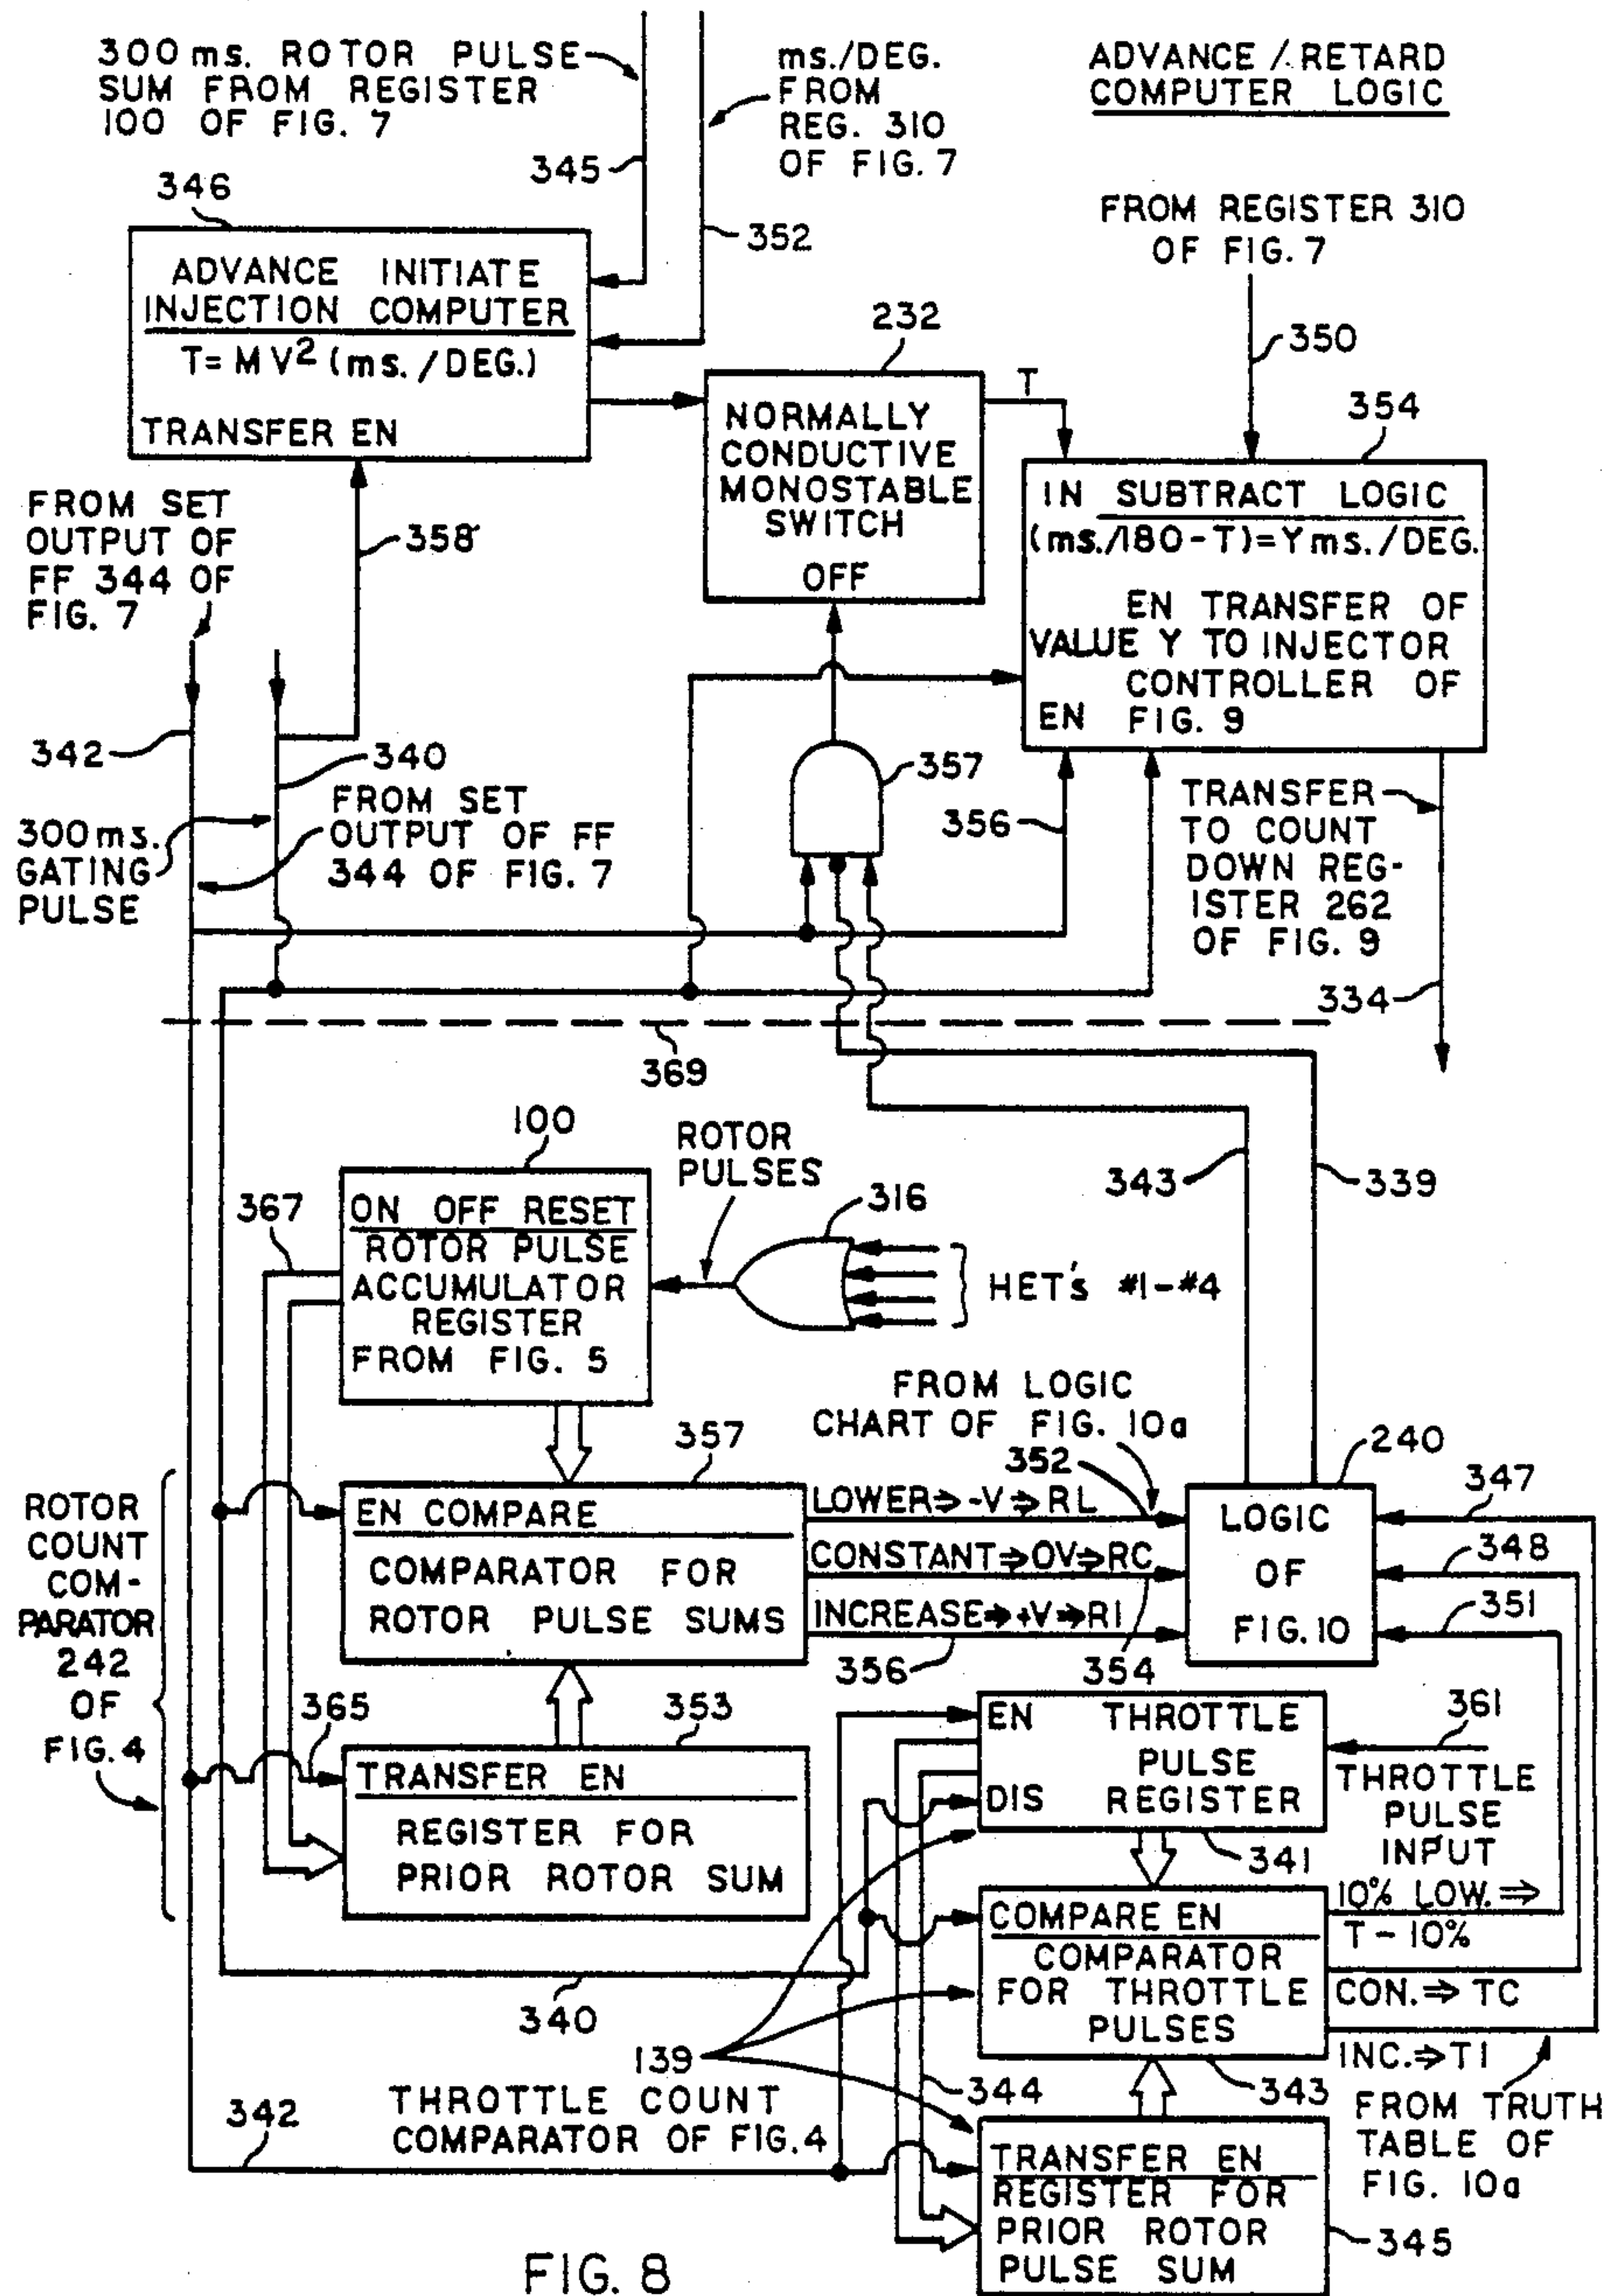 300 ms. ROTOR PULSE
SUM FROM REGISTER
100 OF FIG. 7
345
ms./DEG.
FROM
REG. 310
OF FIG. 7
352
ADVANCE / RETARD
COMPUTER LOGIC
346
ADVANCE INITIATE
INJECTION COMPUTER
T= MV² (ms. /DEG.)
TRANSFER EN
FROM REGISTER 310
OF FIG. 7
350
232
NORMALLY
CONDUCTIVE
MONOSTABLE
SWITCH
OFF
T
354
IN SUBTRACT LOGIC
(ms./180-T)=Y ms./DEG.
EN TRANSFER OF
VALUE Y TO INJECTOR
CONTROLLER OF
EN FIG. 9
FROM SET
OUTPUT OF
FF 344 OF
FIG. 7
358
342
340
300 ms.
GATING
PULSE
FROM SET
OUTPUT OF FF
344 OF FIG. 7
357
356
TRANSFER
TO COUNT
DOWN REG-
ISTER 262
OF FIG. 9
334
369
100
ON OFF RESET
ROTOR PULSE
ACCUMULATOR
REGISTER
FROM FIG. 5
367
ROTOR
PULSES
316
HET's #1-#4
343
339
FROM LOGIC
CHART OF FIG. 10a
352
357
EN COMPARE
COMPARATOR FOR
ROTOR PULSE SUMS
LOWER⇒-V⇒RL
CONSTANT⇒OV⇒RC
INCREASE⇒+V⇒RI
356
354
240
LOGIC
OF
FIG. 10
347
348
351
ROTOR
COUNT
COM-
PARATOR
242
OF
FIG. 4
365
353
TRANSFER EN
REGISTER FOR
PRIOR ROTOR SUM
EN THROTTLE
PULSE
DIS REGISTER
361
THROTTLE
PULSE
INPUT
341
10% LOW.⇒
T-10%
COMPARE EN
COMPARATOR
FOR THROTTLE
PULSES
CON.⇒TC
INC.⇒TI
340
139
344
343
342
THROTTLE COUNT
COMPARATOR OF FIG. 4
FROM TRUTH
TABLE OF
FIG. 10a
TRANSFER EN
REGISTER FOR
PRIOR ROTOR
PULSE SUM
345
FIG. 8